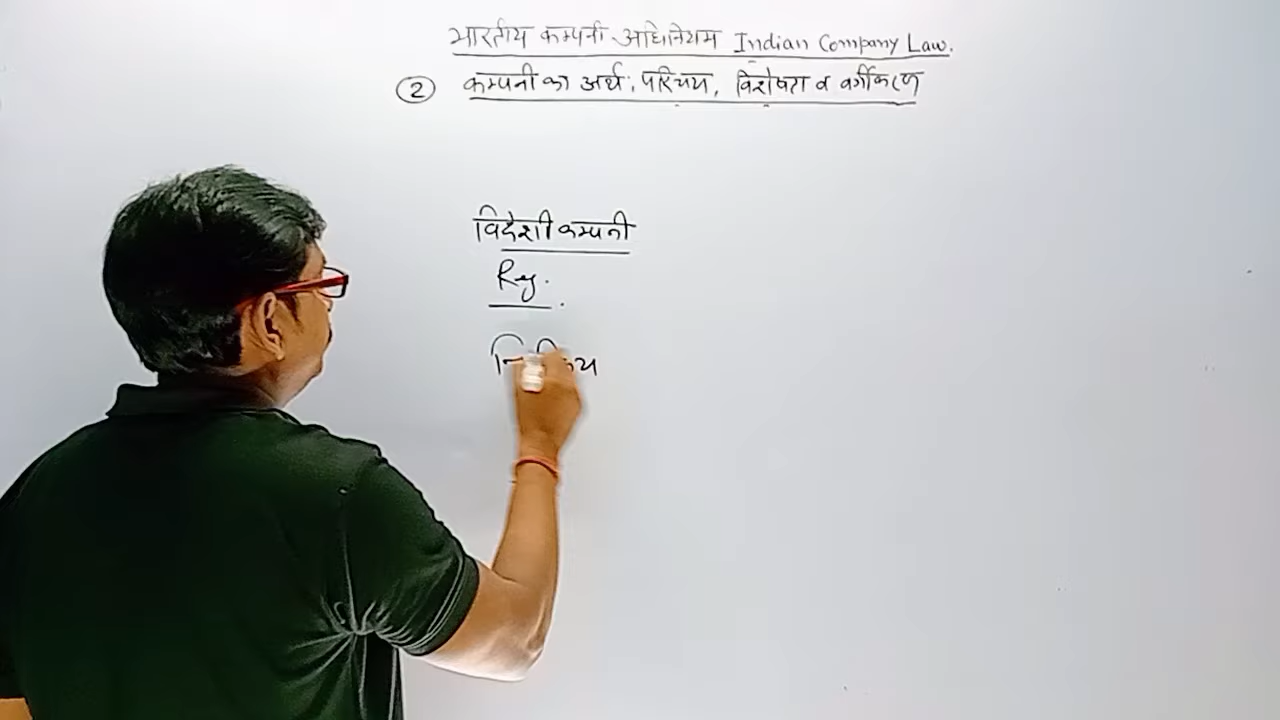 भारतीय कम्पनी अधिनियम Indian Company Law.
② कम्पनी का अर्थ, परिचय, विशेषता व वर्गीकरण
विदेशी कम्पनी
Reg.